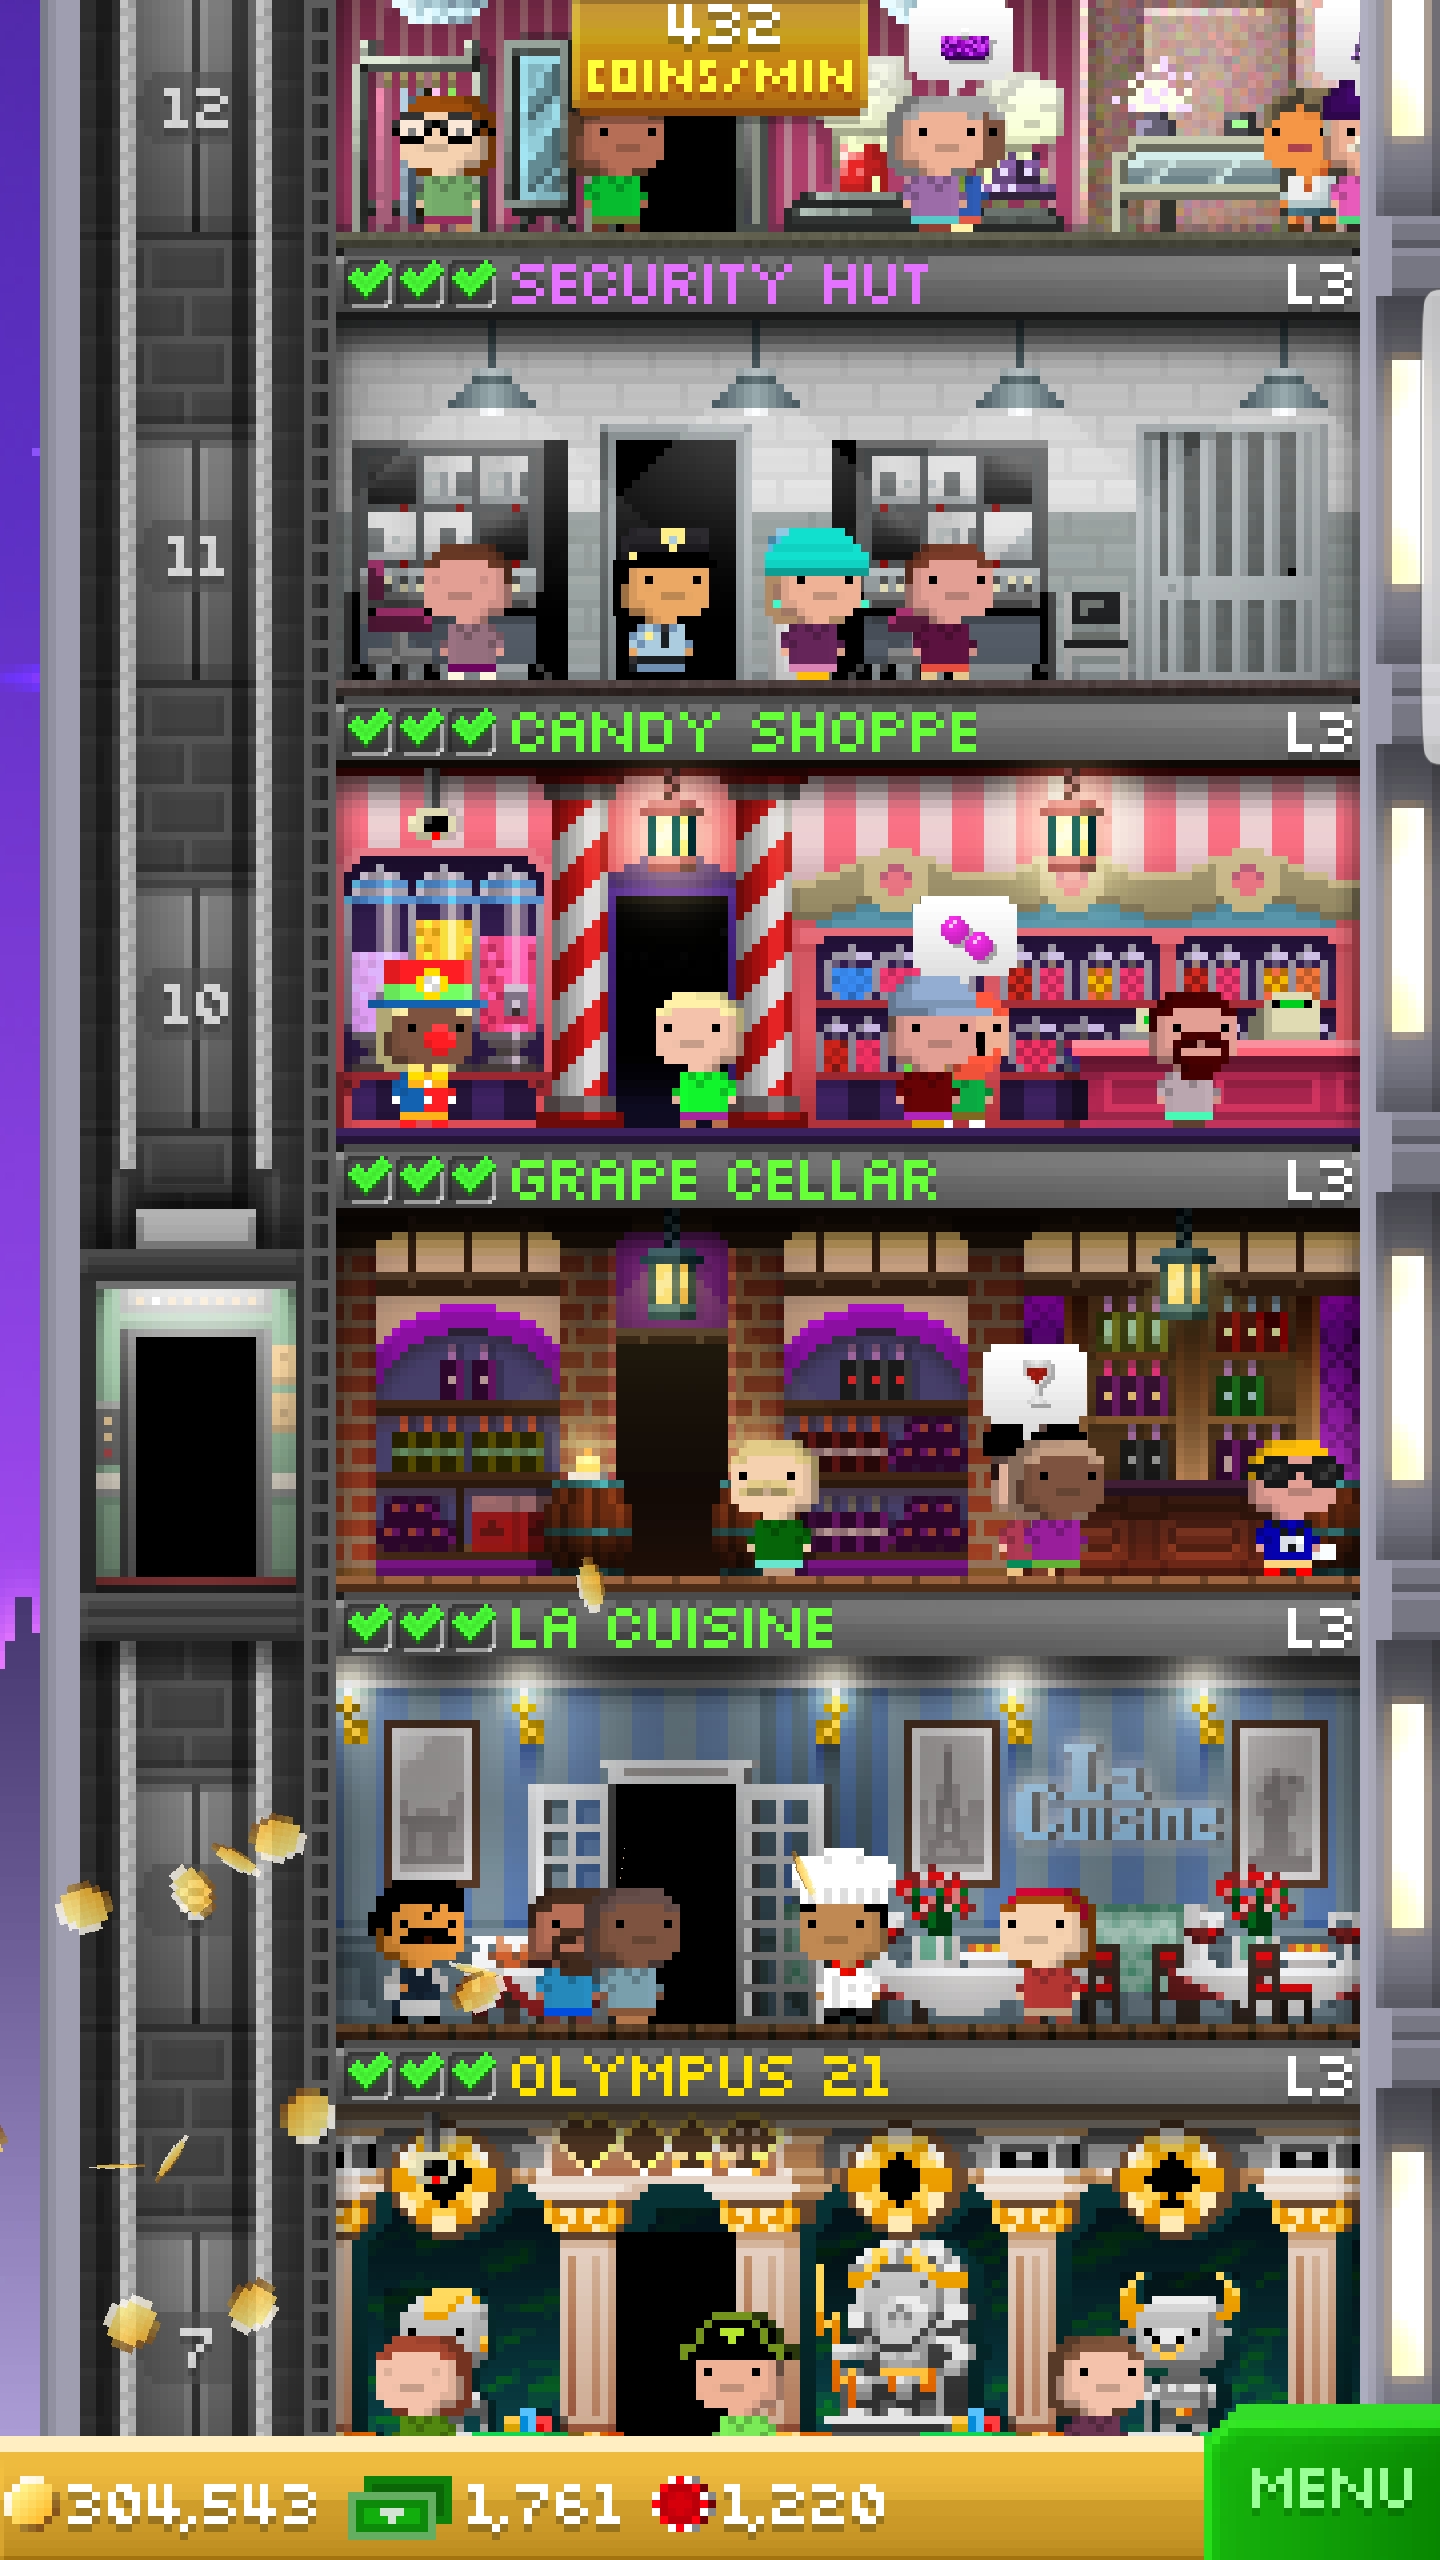 432
COINS/MIN
12
SECURITY HUT L3
11
CANDY SHOPPE L3
10
GRAPE CELLAR L3
LA CUISINE L3
La
Cuisine
OLYMPUS 21 L3
7
304,543 1,761 1,220 MENU